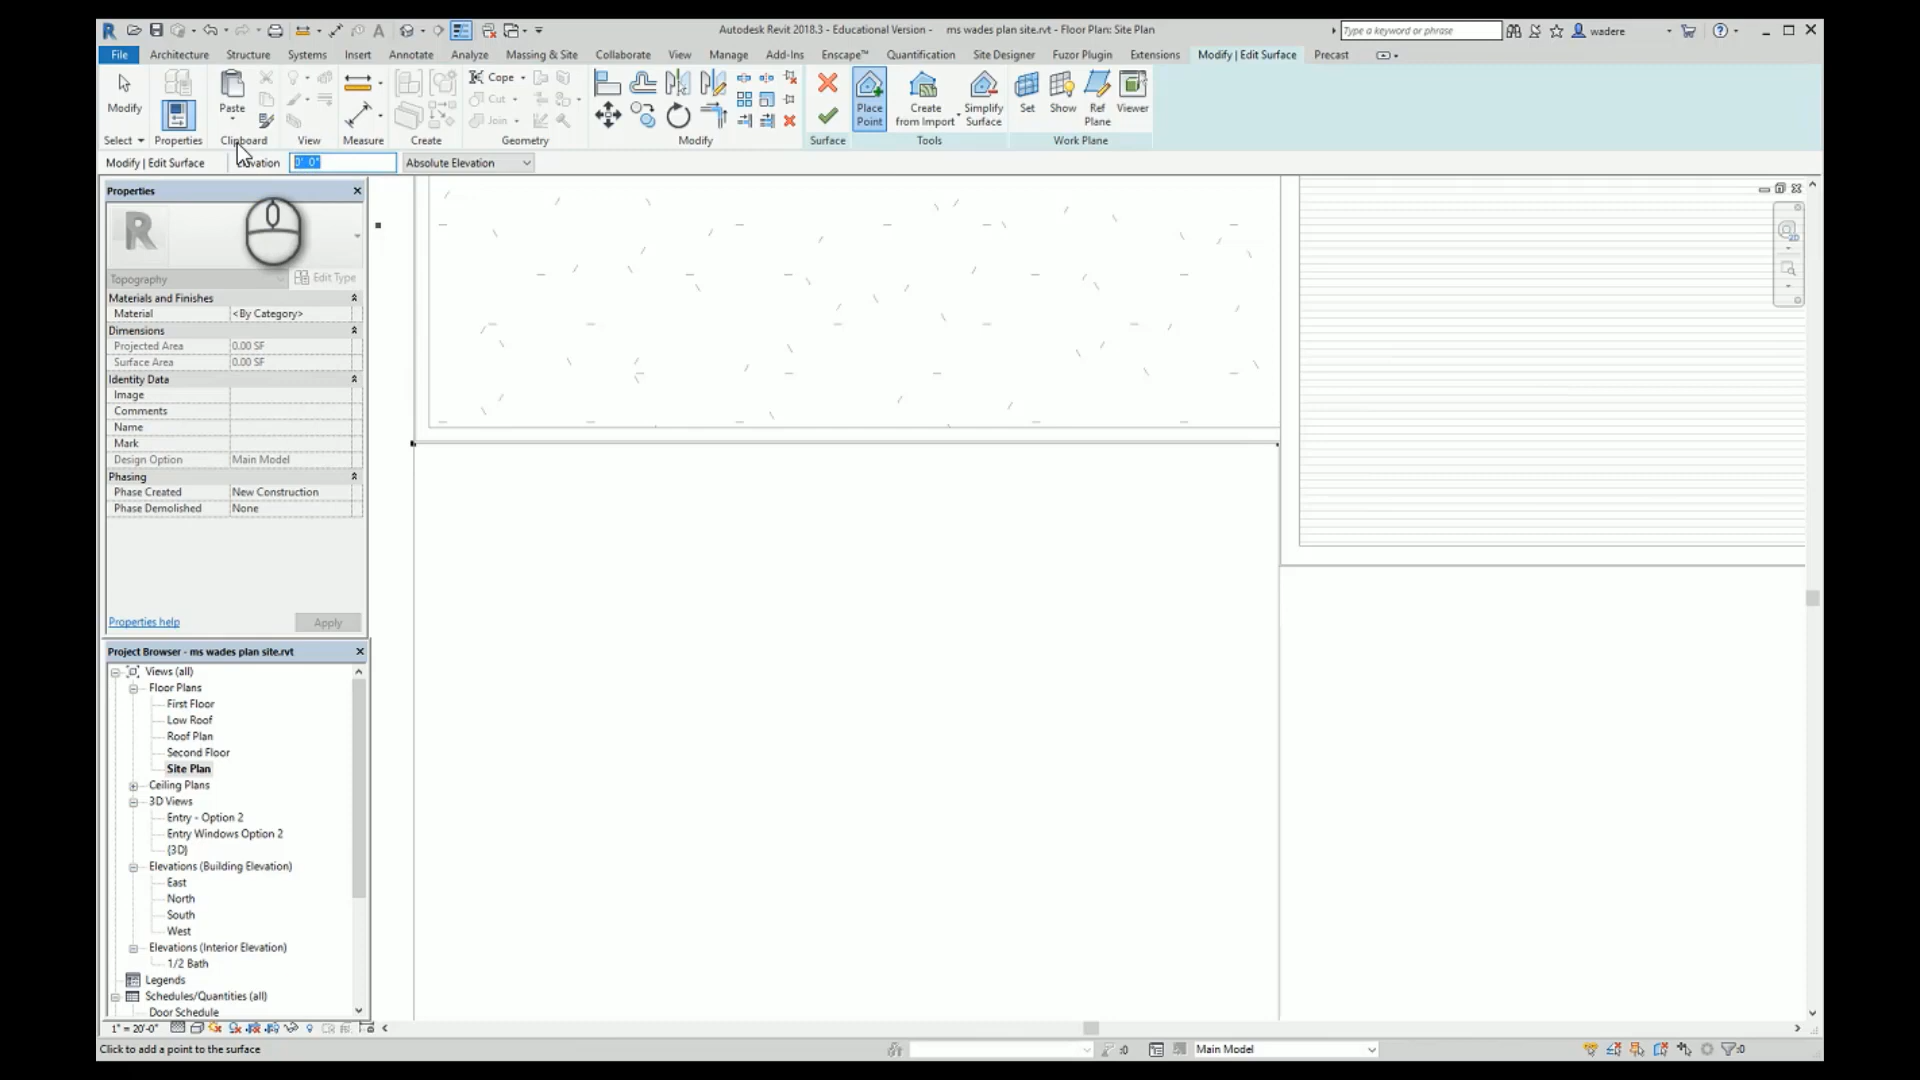 Autodesk Revit 2018.3 - Educational Version - ms wades plan site.rvt - Floor Plan: Site Plan
Type a keyword or phrase
wadere
File Architecture Structure Systems Insert Annotate Analyze Massing & Site Collaborate View Manage Add-Ins Enscape™ Quantification Site Designer Fuzor Plugin Extensions Modify | Edit Surface Precast
Modify
Paste
Cope
Cut
Join
Place Point
Create from Import
Simplify Surface
Set
Show
Ref Plane
Viewer
Select Properties Clipboard View Measure Create Geometry Modify Surface Tools Work Plane
Modify | Edit Surface
0' 0"
Absolute Elevation
Properties
Topography
Edit Type
Materials and Finishes
Material <By Category>
Dimensions
Projected Area 0.00 SF
Surface Area 0.00 SF
Identity Data
Image
Comments
Name
Mark
Design Option Main Model
Phasing
Phase Created New Construction
Phase Demolished None
Properties help
Apply
Project Browser - ms wades plan site.rvt
Views (all)
Floor Plans
First Floor
Low Roof
Roof Plan
Second Floor
Site Plan
Ceiling Plans
3D Views
Entry - Option 2
Entry Windows Option 2
{3D}
Elevations (Building Elevation)
East
North
South
West
Elevations (Interior Elevation)
1/2 Bath
Legends
Schedules/Quantities (all)
Door Schedule
1" = 20'-0"
Click to add a point to the surface
:0
Main Model
:0